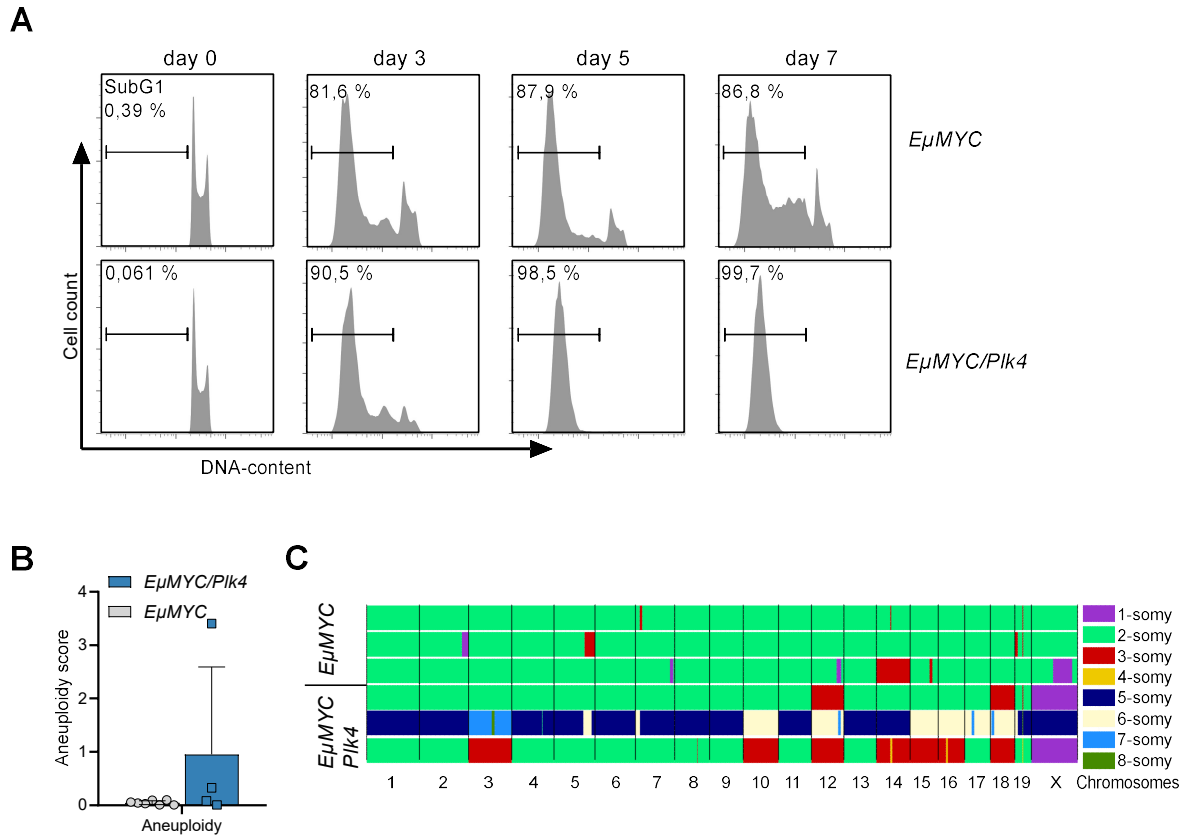 A
day 0
day 3
day 5
day 7
SubG1
0,39 %
81,6 %
87,9 %
86,8 %
EµMYC
0,061 %
90,5 %
98,5 %
99,7 %
EµMYC/Plk4
Cell count
DNA-content
B
EµMYC/Plk4
EµMYC
4
3
2
1
0
Aneuploidy score
Aneuploidy
C
EµMYC
EµMYC
Plk4
1-somy
2-somy
3-somy
4-somy
5-somy
6-somy
7-somy
8-somy
1 2 3 4 5 6 7 8 9 10 11 12 13 14 15 16 17 18 19 X Chromosomes